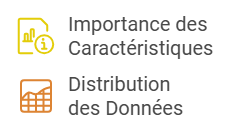 Importance des
Caractéristiques
Distribution
des Données